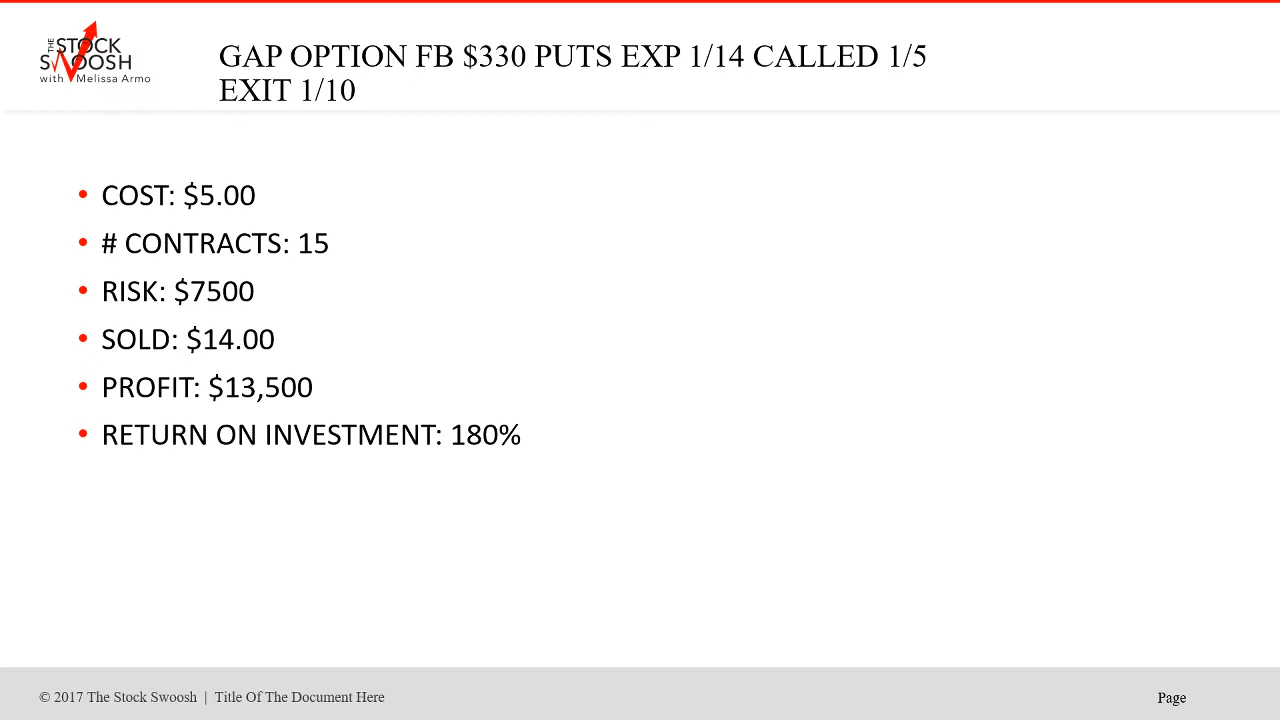 THE
STOCK
SWOOSH
with Melissa Armo
GAP OPTION FB $330 PUTS EXP 1/14 CALLED 1/5
EXIT 1/10
• COST: $5.00
• # CONTRACTS: 15
• RISK: $7500
• SOLD: $14.00
• PROFIT: $13,500
• RETURN ON INVESTMENT: 180%
© 2017 The Stock Swoosh | Title Of The Document Here
Page